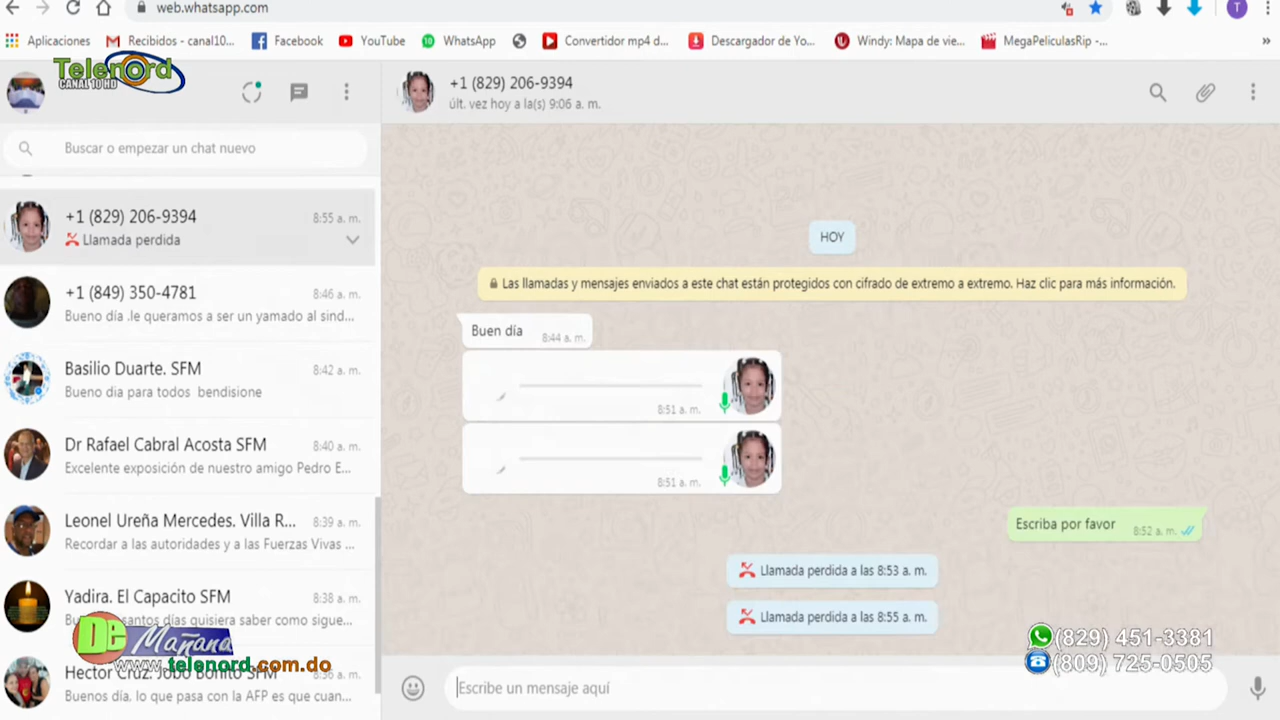 web.whatsapp.com
T
Aplicaciones
Recibidos - canal10...
Facebook
YouTube
10
WhatsApp
Convertidor mp4 d...
Descargador de Yo...
Windy: Mapa de vie...
MegaPeliculasRip -...
»
Telenord
CANAL 10 HD
Buscar o empezar un chat nuevo
+1 (829) 206-9394
8:55 a. m.
Llamada perdida
+1 (849) 350-4781
8:46 a. m.
Buen día .le queramos a ser un yamado al sind...
Basilio Duarte. SFM
8:42 a. m.
Bueno dia para todos bendisione
Dr Rafael Cabral Acosta SFM
8:40 a. m.
Excelente exposición de nuestro amigo Pedro E...
Leonel Ureña Mercedes. Villa R...
8:39 a. m.
Recordar a las autoridades y a las Fuerzas Vivas ...
Yadira. El Capacito SFM
8:38 a. m.
santos días quisiera saber como sigue...
De Mañana
www.telenord.com.do
Hector Cruz. Jobo Bonito SFM
8:36 a. m.
Buenos día, lo que pasa con la AFP es que cuan...
+1 (829) 206-9394
últ. vez hoy a la(s) 9:06 a. m.
HOY
Las llamadas y mensajes enviados a este chat están protegidos con cifrado de extremo a extremo. Haz clic para más información.
Buen día
8:44 a. m.
8:51 a. m.
8:51 a. m.
Escriba por favor
8:52 a. m.
Llamada perdida a las 8:53 a. m.
Llamada perdida a las 8:55 a. m.
(829) 451-3381
(809) 725-0505
Escribe un mensaje aquí